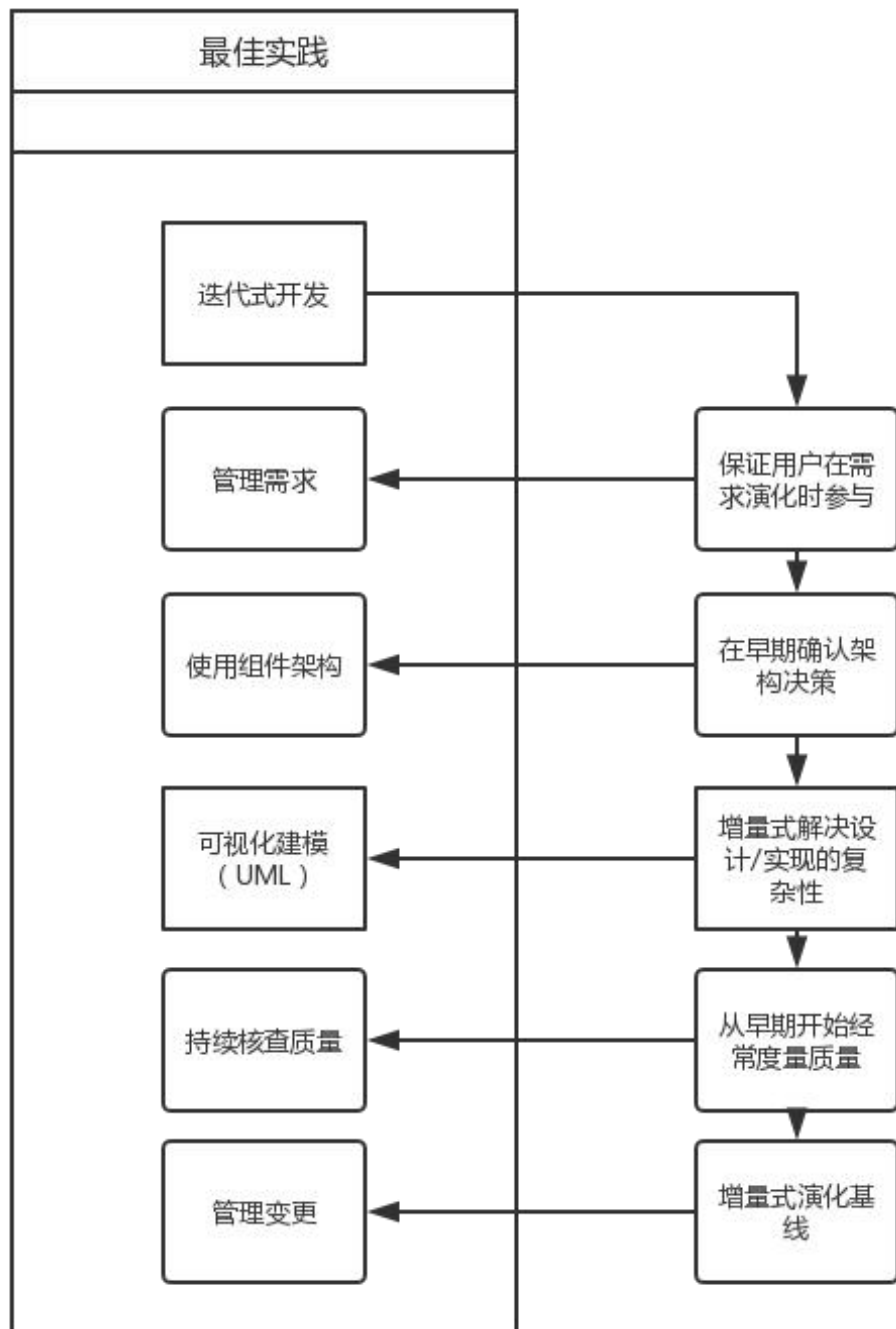 最佳实践
迭代式开发
管理需求
保证用户在需
求演化时参与
使用组件架构
在早期确认架
构决策
可视化建模
（UML）
增量式解决设
计/实现的复
杂性
持续核查质量
从早期开始经
常度量质量
管理变更
增量式演化基
线